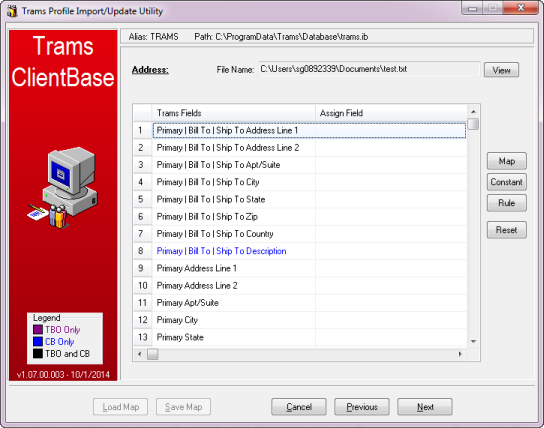 Trams Profile Import/Update Utility
Trams
ClientBase
Alias: TRAMS Path: C:\ProgramData\Trams\Database\trams.ib
Address: File Name: C:\Users\sg0892339\Documents\test.txt View
Trams Fields Assign Field
1 Primary | Bill To | Ship To Address Line 1
2 Primary | Bill To | Ship To Address Line 2
3 Primary | Bill To | Ship To Apt/Suite
4 Primary | Bill To | Ship To City
5 Primary | Bill To | Ship To State
6 Primary | Bill To | Ship To Zip
7 Primary | Bill To | Ship To Country
8 Primary | Bill To | Ship To Description
9 Primary Address Line 1
10 Primary Address Line 2
11 Primary Apt/Suite
12 Primary City
13 Primary State
Map
Constant
Rule
Reset
Legend
TBO Only
CB Only
TBO and CB
v1.07.00.003 - 10/1/2014
Load Map Save Map Cancel Previous Next